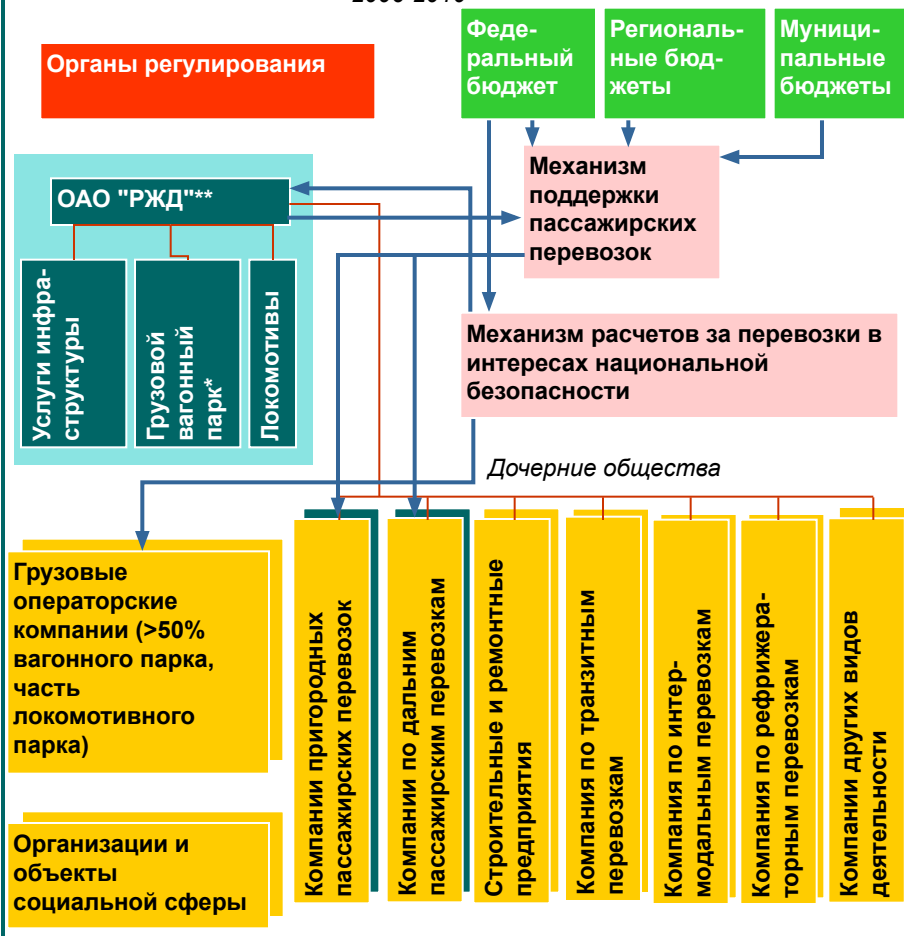 Органы регулирования
Феде-
ральный
бюджет
Региональ-
ные бюд-
жеты
Муници-
пальные
бюджеты
ОАО "РЖД"**
Механизм
поддержки
пассажирских
перевозок
Услуги инфра-
структуры
Грузовой
вагонный
парк*
Локомотивы
Механизм расчетов за перевозки в
интересах национальной
безопасности
Дочерние общества
Грузовые
операторские
компании (>50%
вагонного парка,
часть
локомотивного
парка)
Организации и
объекты
социальной сферы
Компании пригородных
пассажирских перевозок
Компании по дальним
пассажирским перевозкам
Строительные и ремонтные
предприятия
Компания по транзитным
перевозкам
Компания по интер-
модальным перевозкам
Компания по рефрижера-
торным перевозкам
Компании других видов
деятельности